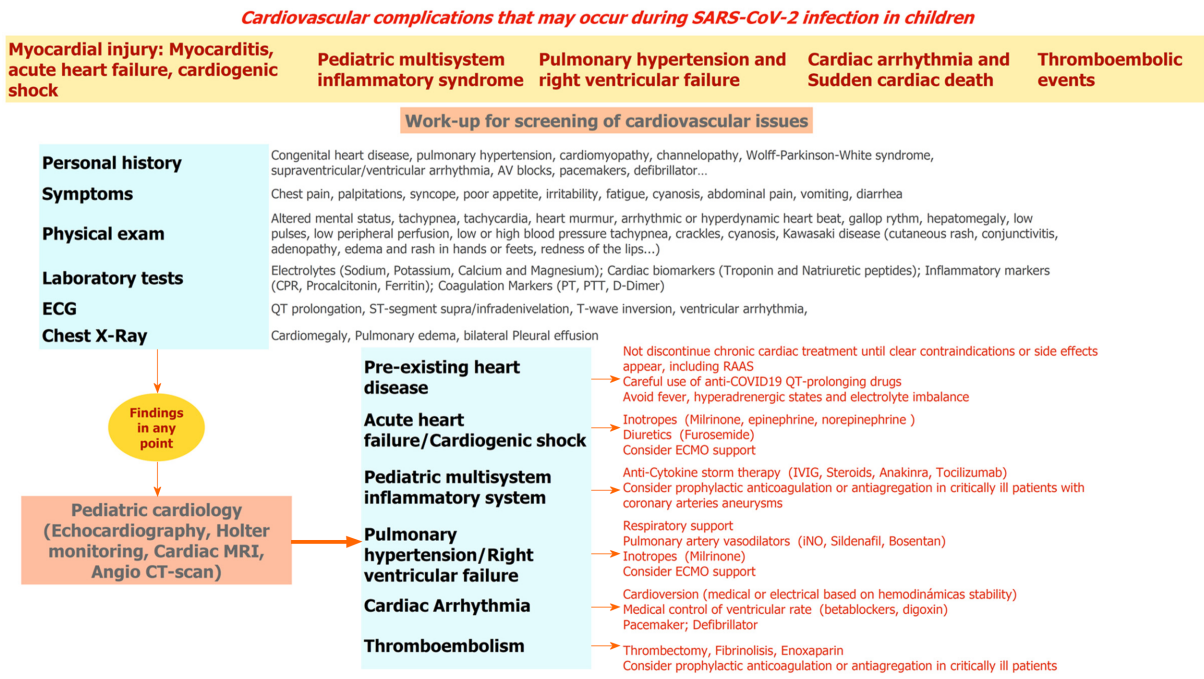 Cardiovascular complications that may occur during SARS-CoV-2 infection in children
Myocardial injury: Myocarditis,
acute heart failure, cardiogenic
shock
Pediatric multisystem
inflammatory syndrome
Pulmonary hypertension and
right ventricular failure
Cardiac arrhythmia and
Sudden cardiac death
Thromboembolic
events
Work-up for screening of cardiovascular issues
Personal history
Congenital heart disease, pulmonary hypertension, cardiomyopathy, channelopathy, Wolff-Parkinson-White syndrome,
supraventricular/ventricular arrhythmia, AV blocks, pacemakers, defibrillator...
Symptoms
Chest pain, palpitations, syncope, poor appetite, irritability, fatigue, cyanosis, abdominal pain, vomiting, diarrhea
Physical exam
Altered mental status, tachypnea, tachycardia, heart murmur, arrhythmic or hyperdynamic heart beat, gallop rythm, hepatomegaly, low
pulses, low peripheral perfusion, low or high blood pressure tachypnea, crackles, cyanosis, Kawasaki disease (cutaneous rash, conjunctivitis,
adenopathy, edema and rash in hands or feets, redness of the lips...)
Laboratory tests
Electrolytes (Sodium, Potassium, Calcium and Magnesium); Cardiac biomarkers (Troponin and Natriuretic peptides); Inflammatory markers
(CPR, Procalcitonin, Ferritin); Coagulation Markers (PT, PTT, D-Dimer)
ECG
QT prolongation, ST-segment supra/infradenivelation, T-wave inversion, ventricular arrhythmia,
Chest X-Ray
Cardiomegaly, Pulmonary edema, bilateral Pleural effusion
Findings
in any
point
Pediatric cardiology
(Echocardiography, Holter
monitoring, Cardiac MRI,
Angio CT-scan)
Pre-existing heart
disease
Not discontinue chronic cardiac treatment until clear contraindications or side effects
appear, including RAAS
Careful use of anti-COVID19 QT-prolonging drugs
Avoid fever, hyperadrenergic states and electrolyte imbalance
Acute heart
failure/Cardiogenic shock
Inotropes (Milrinone, epinephrine, norepinephrine )
Diuretics (Furosemide)
Consider ECMO support
Pediatric multisystem
inflammatory system
Anti-Cytokine storm therapy (IVIG, Steroids, Anakinra, Tocilizumab)
Consider prophylactic anticoagulation or antiagregation in critically ill patients with
coronary arteries aneurysms
Pulmonary
hypertension/Right
ventricular failure
Respiratory support
Pulmonary artery vasodilators (iNO, Sildenafil, Bosentan)
Inotropes (Milrinone)
Consider ECMO support
Cardiac Arrhythmia
Cardioversion (medical or electrical based on hemodinámicas stability)
Medical control of ventricular rate (betablockers, digoxin)
Pacemaker; Defibrillator
Thromboembolism
Thrombectomy, Fibrinolisis, Enoxaparin
Consider prophylactic anticoagulation or antiagregation in critically ill patients